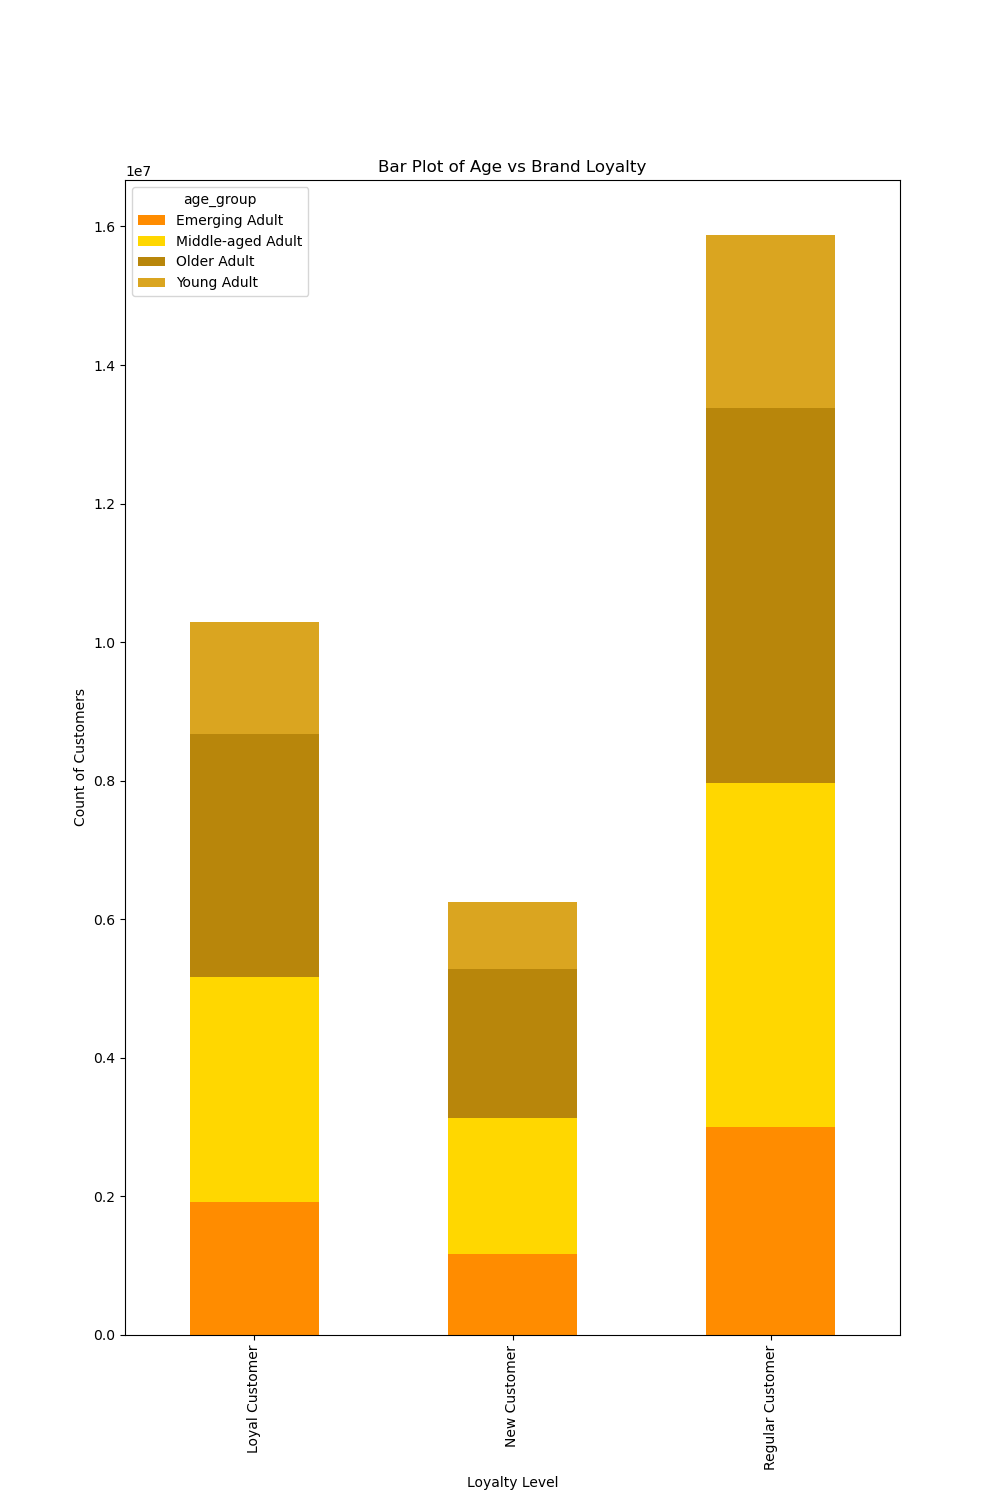 Bar Plot of Age vs Brand Loyalty
1e7
age_group
Emerging Adult
Middle-aged Adult
Older Adult
Young Adult
1.6
1.4
1.2
1.0
0.8
0.6
0.4
0.2
0.0
Count of Customers
Loyal Customer
New Customer
Regular Customer
Loyalty Level